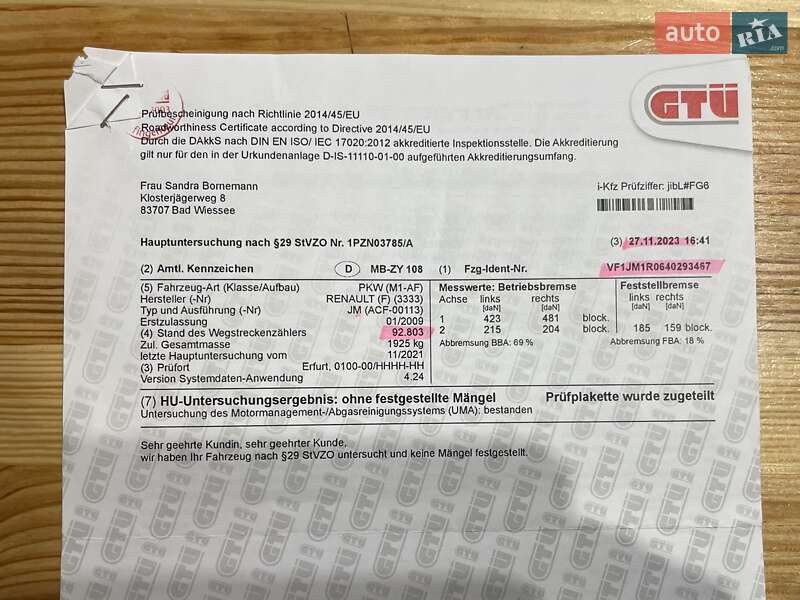 auto RIA.com
GTÜ
Prüfbescheinigung nach Richtlinie 2014/45/EU
Roadworthiness Certificate according to Directive 2014/45/EU
Durch die DAkkS nach DIN EN ISO/ IEC 17020:2012 akkreditierte Inspektionsstelle. Die Akkreditierung
gilt nur für den in der Urkundenanlage D-IS-11110-01-00 aufgeführten Akkreditierungsumfang.
Frau Sandra Bornemann
Klosterjägerweg 8
83707 Bad Wiessee
i-Kfz Prüfziffer: jibL#FG6
Hauptuntersuchung nach §29 StVZO Nr. 1PZN03785/A (3) 27.11.2023 16:41
(2) Amtl. Kennzeichen D MB-ZY 108 (1) Fzg-Ident-Nr. VF1JM1R0640293467
(5) Fahrzeug-Art (Klasse/Aufbau) PKW (M1-AF) Messwerte: Betriebsbremse Feststellbremse
Hersteller (-Nr) RENAULT (F) (3333) Achse links rechts links rechts
[daN] [daN] [daN] [daN]
Typ und Ausführung (-Nr) JM (ACF-00113)
Erstzulassung 01/2009 1 423 481 block.
(4) Stand des Wegstreckenzählers 92.803 2 215 204 block. 185 159 block.
Zul. Gesamtmasse 1925 kg Abbremsung BBA: 69 % Abbremsung FBA: 18 %
letzte Hauptuntersuchung vom 11/2021
(3) Prüfort Erfurt, 0100-00/HHHH-HH
Version Systemdaten-Anwendung 4.24
(7) HU-Untersuchungsergebnis: ohne festgestellte Mängel Prüfplakette wurde zugeteilt
Untersuchung des Motormanagement-/Abgasreinigungssystems (UMA): bestanden
Sehr geehrte Kundin, sehr geehrter Kunde,
wir haben Ihr Fahrzeug nach §29 StVZO untersucht und keine Mängel festgestellt.